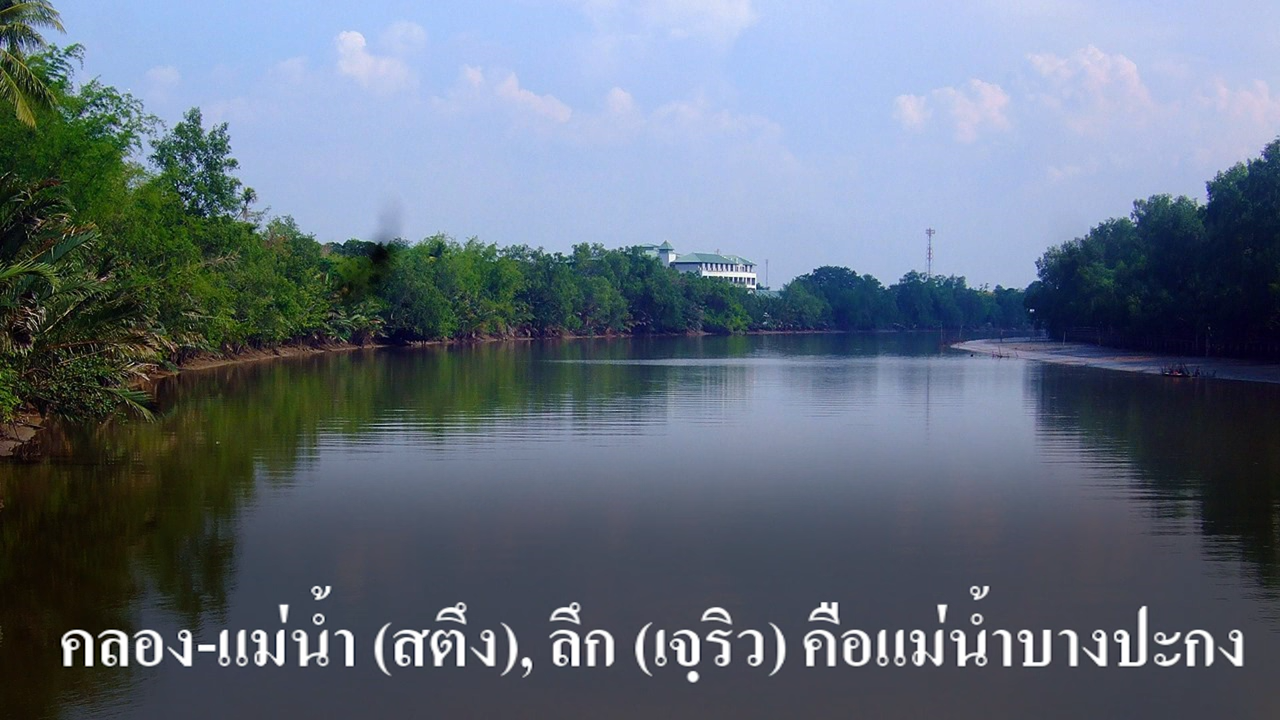 คลอง-แม่น้ำ (สตึง), ลึก (เจฺริว) คือแม่น้ำบางปะกง